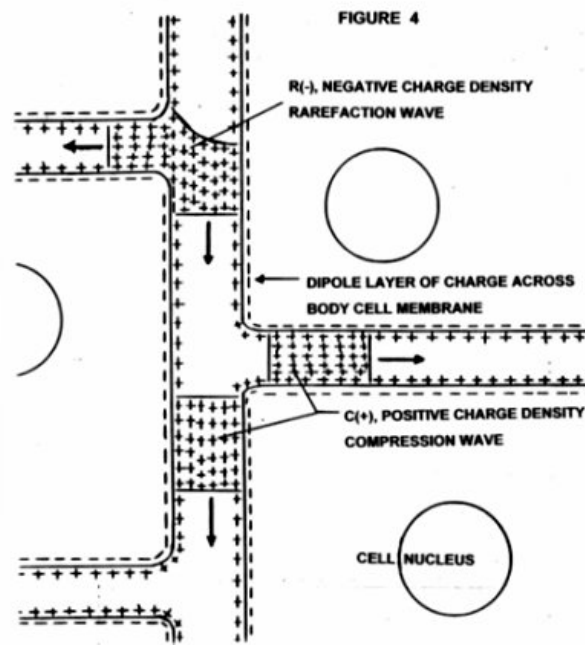 FIGURE 4
R(-), NEGATIVE CHARGE DENSITY
RAREFACTION WAVE
DIPOLE LAYER OF CHARGE ACROSS
BODY CELL MEMBRANE
C(+), POSITIVE CHARGE DENSITY
COMPRESSION WAVE
CELL NUCLEUS